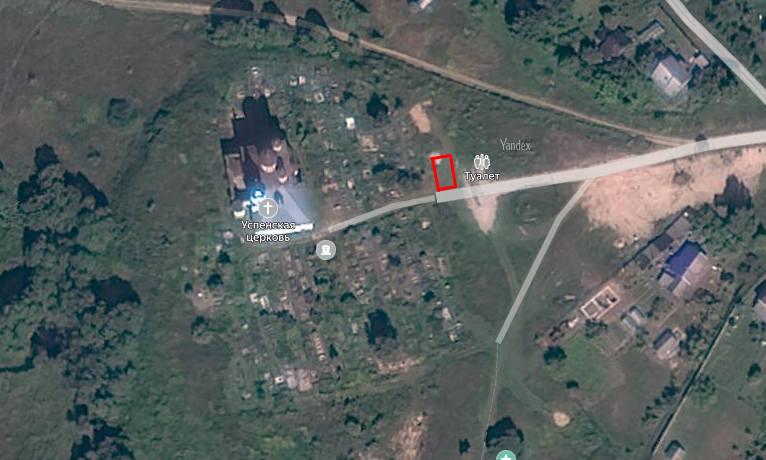 Yandex
Туалет
Успенская
церковь